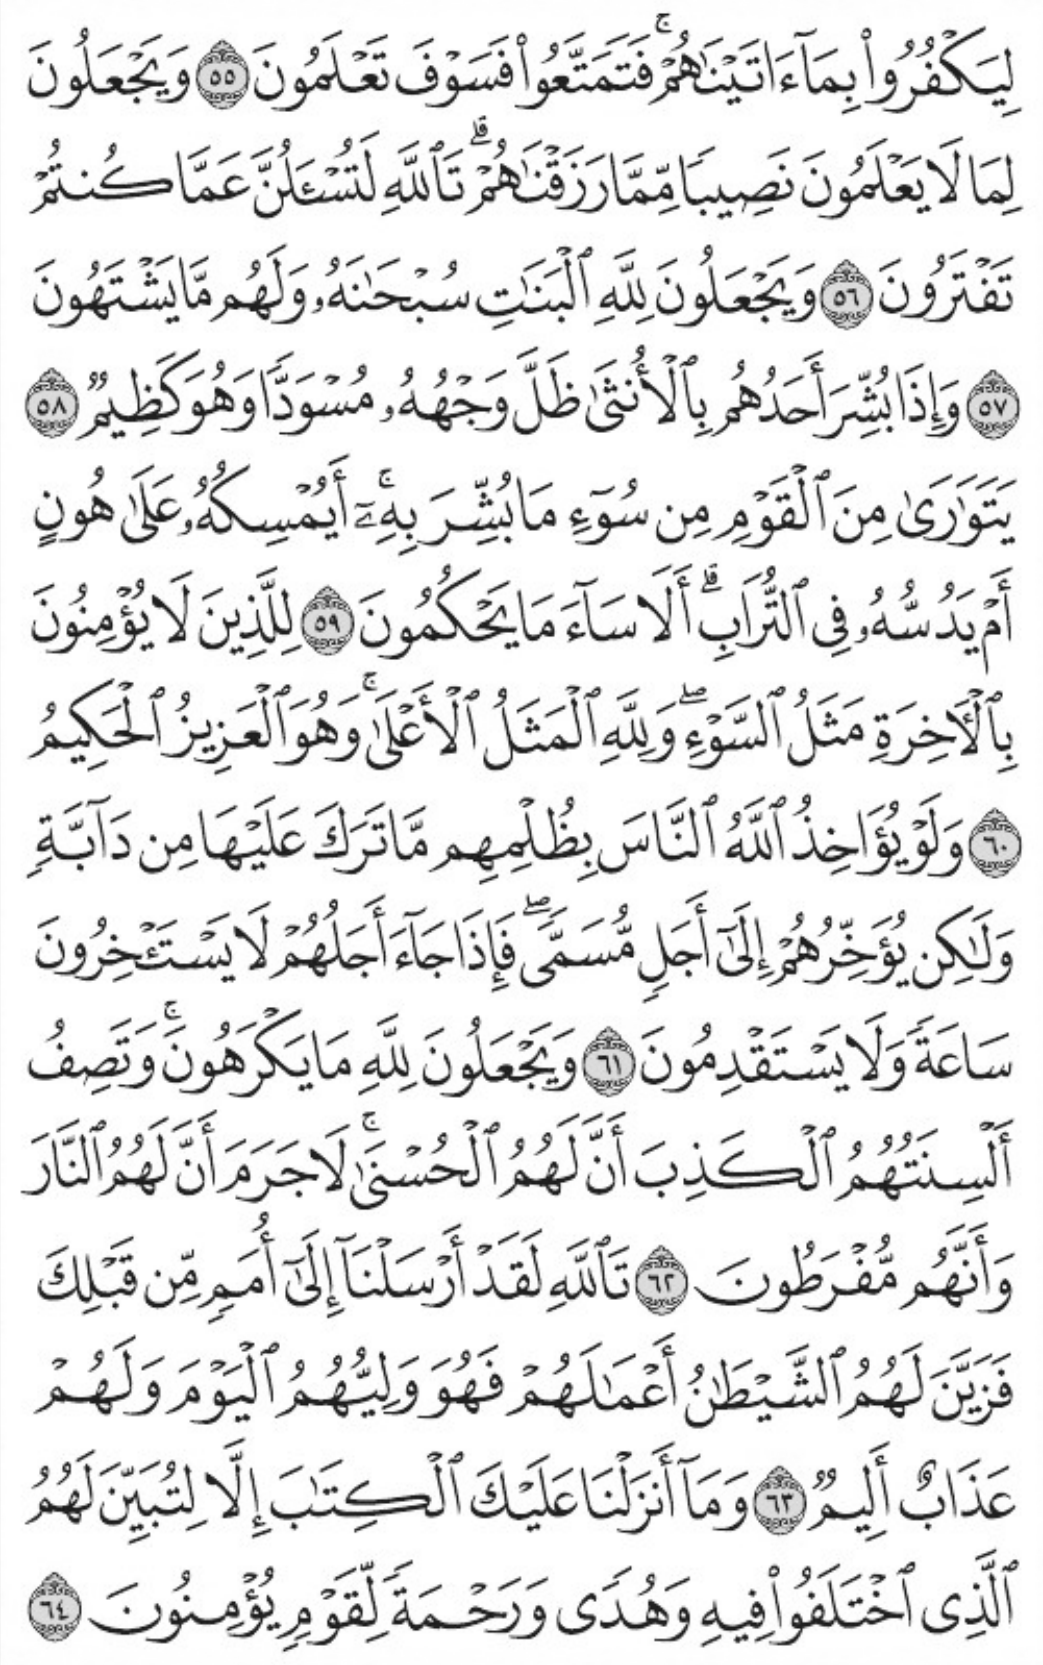 لِيَكْفُرُوا۟ بِمَآ ءَاتَيْنَٰهُمْ ۚ فَتَمَتَّعُوا۟ فَسَوْفَ تَعْلَمُونَ ٥٥ وَيَجْعَلُونَ
لِمَا لَا يَعْلَمُونَ نَصِيبًا مِّمَّا رَزَقْنَٰهُمْ ۗ تَٱللَّهِ لَتُسْـَٔلُنَّ عَمَّا كُنتُمْ
تَفْتَرُونَ ٥٦ وَيَجْعَلُونَ لِلَّهِ ٱلْبَنَٰتِ سُبْحَٰنَهُۥ وَلَهُم مَّا يَشْتَهُونَ
٥٧ وَإِذَا بُشِّرَ أَحَدُهُم بِٱلْأُنثَىٰ ظَلَّ وَجْهُهُۥ مُسْوَدًّا وَهُوَ كَظِيمٌ ٥٨
يَتَوَٰرَىٰ مِنَ ٱلْقَوْمِ مِن سُوٓءِ مَا بُشِّرَ بِهِۦٓ ۚ أَيُمْسِكُهُۥ عَلَىٰ هُونٍ
أَمْ يَدُسُّهُۥ فِى ٱلتُّرَابِ ۗ أَلَا سَآءَ مَا يَحْكُمُونَ ٥٩ لِلَّذِينَ لَا يُؤْمِنُونَ
بِٱلْـَٔاخِرَةِ مَثَلُ ٱلسَّوْءِ ۖ وَلِلَّهِ ٱلْمَثَلُ ٱلْأَعْلَىٰ ۚ وَهُوَ ٱلْعَزِيزُ ٱلْحَكِيمُ
٦٠ وَلَوْ يُؤَاخِذُ ٱللَّهُ ٱلنَّاسَ بِظُلْمِهِم مَّا تَرَكَ عَلَيْهَا مِن دَآبَّةٍ
وَلَٰكِن يُؤَخِّرُهُمْ إِلَىٰٓ أَجَلٍ مُّسَمًّى ۖ فَإِذَا جَآءَ أَجَلُهُمْ لَا يَسْتَـْٔخِرُونَ
سَاعَةً وَلَا يَسْتَقْدِمُونَ ٦١ وَيَجْعَلُونَ لِلَّهِ مَا يَكْرَهُونَ ۚ وَتَصِفُ
أَلْسِنَتُهُمُ ٱلْكَذِبَ أَنَّ لَهُمُ ٱلْحُسْنَىٰ ۚ لَا جَرَمَ أَنَّ لَهُمُ ٱلنَّارَ
وَأَنَّهُم مُّفْرَطُونَ ٦٢ تَٱللَّهِ لَقَدْ أَرْسَلْنَآ إِلَىٰٓ أُمَمٍ مِّن قَبْلِكَ
فَزَيَّنَ لَهُمُ ٱلشَّيْطَٰنُ أَعْمَٰلَهُمْ فَهُوَ وَلِيُّهُمُ ٱلْيَوْمَ وَلَهُمْ
عَذَابٌ أَلِيمٌ ٦٣ وَمَآ أَنزَلْنَا عَلَيْكَ ٱلْكِتَٰبَ إِلَّا لِتُبَيِّنَ لَهُمُ
ٱلَّذِى ٱخْتَلَفُوا۟ فِيهِ وَهُدًى وَرَحْمَةً لِّقَوْمٍ يُؤْمِنُونَ ٦٤